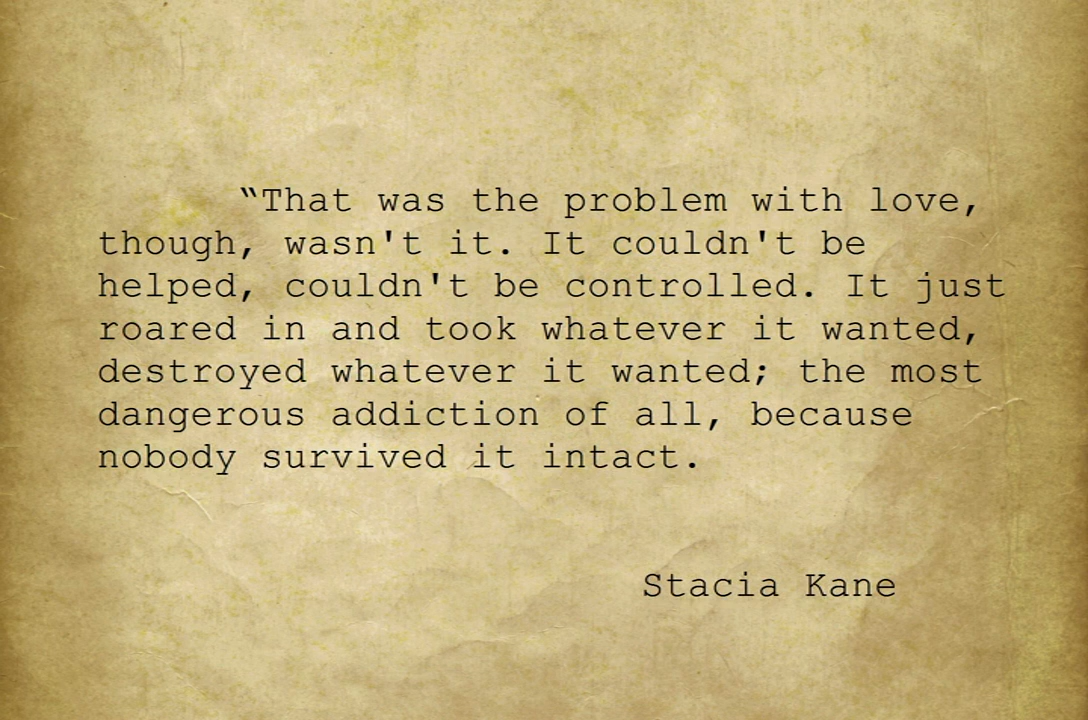 “That was the problem with love,
though, wasn't it. It couldn't be
helped, couldn't be controlled. It just
roared in and took whatever it wanted,
destroyed whatever it wanted; the most
dangerous addiction of all, because
nobody survived it intact.
Stacia Kane